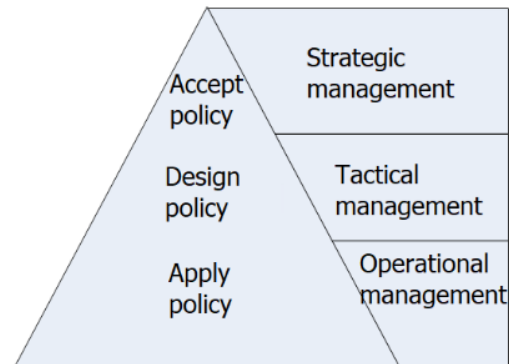 Accept
policy
Strategic
management
Design
policy
Tactical
management
Apply
policy
Operational
management